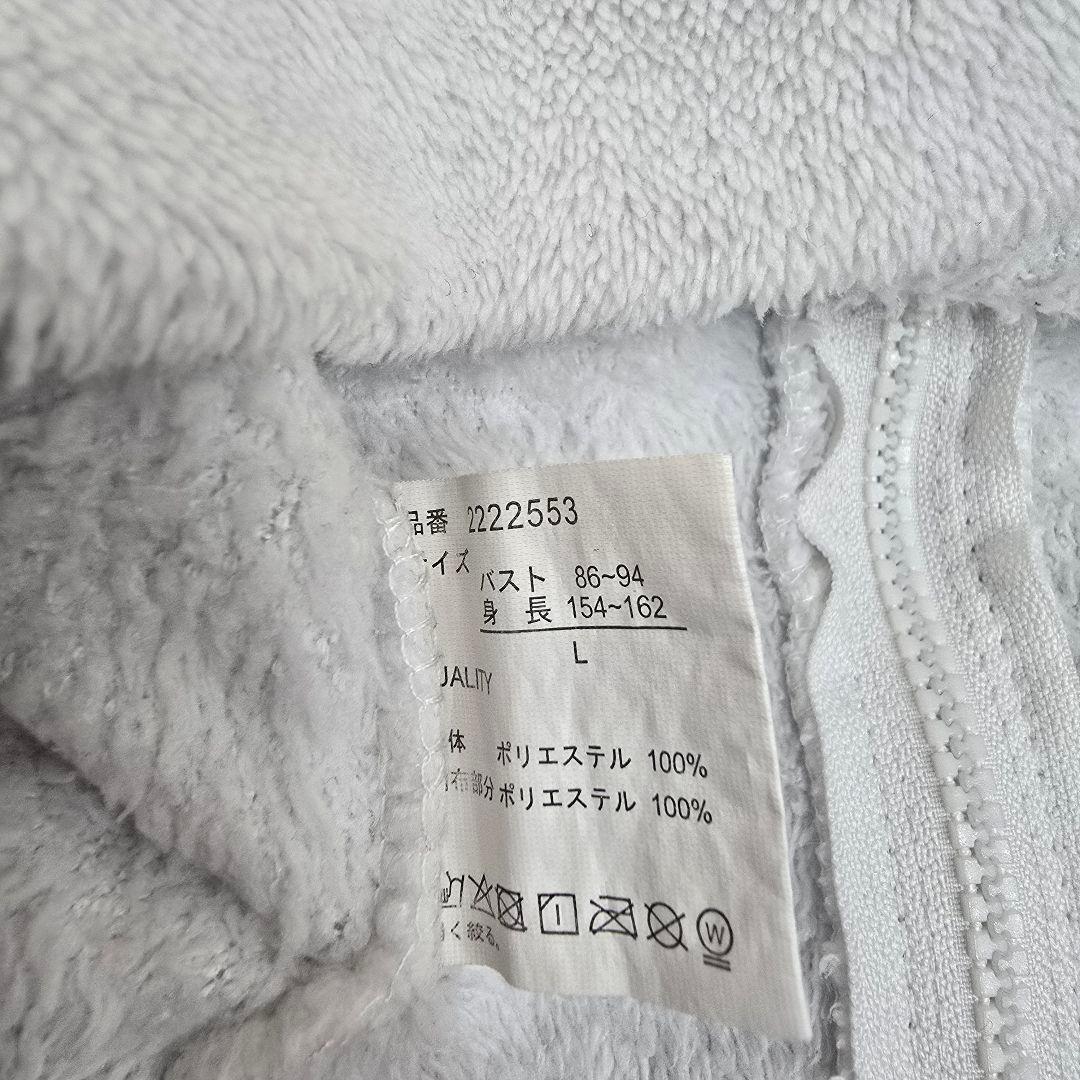 品番 2222553
イズ
バスト 86~94
身長 154~162
L
UALITY
体 ポリエステル 100%
布部分 ポリエステル 100%
W
く絞る。